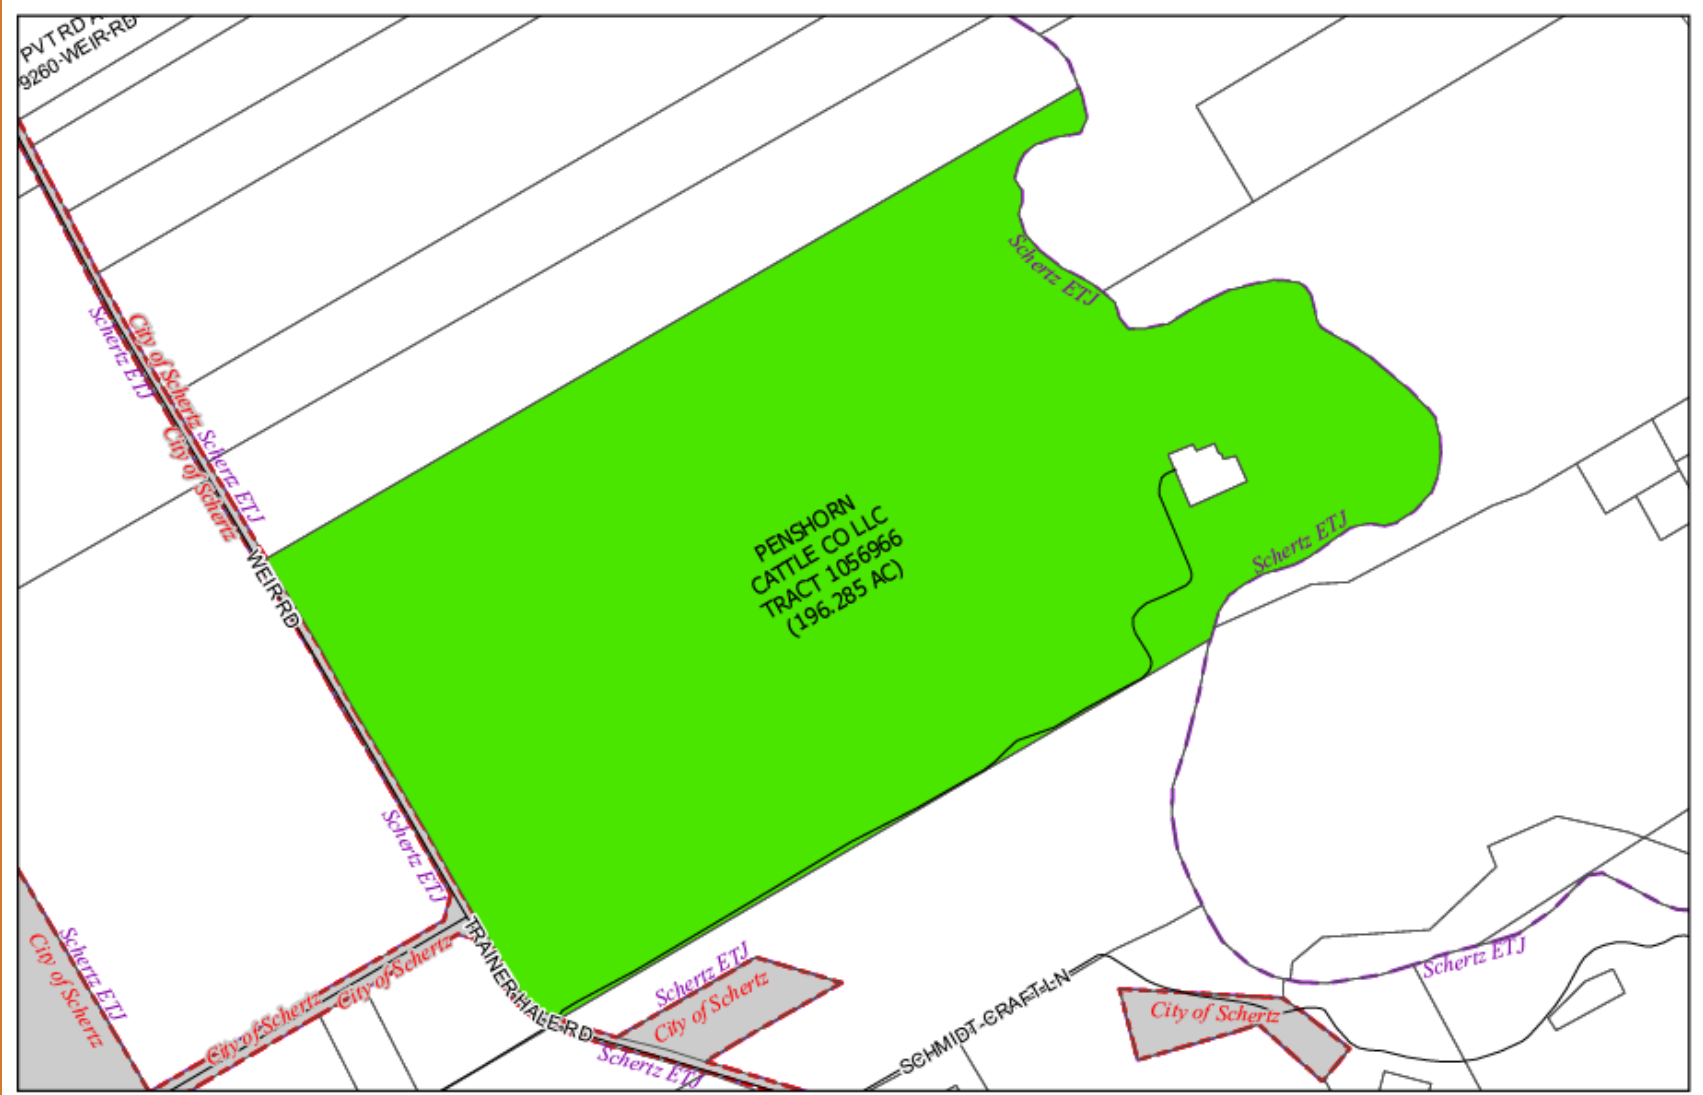 PVT RD A
9260-WEIR-RD
Schertz ETJ
City of Schertz
City of Schertz
Schertz ETJ
WEIR-RD
Schertz ETJ
PENSHORN
CATTLE CO LLC
TRACT 1056966
(196.285 AC)
Schertz ETJ
Schertz ETJ
Schertz ETJ
City of Schertz
City of Schertz
City of Schertz
TRAINER-HALE-RD
Schertz ETJ
City of Schertz
Schertz ETJ
SCHMIDT-CRAFT-LN
City of Schertz
Schertz ETJ